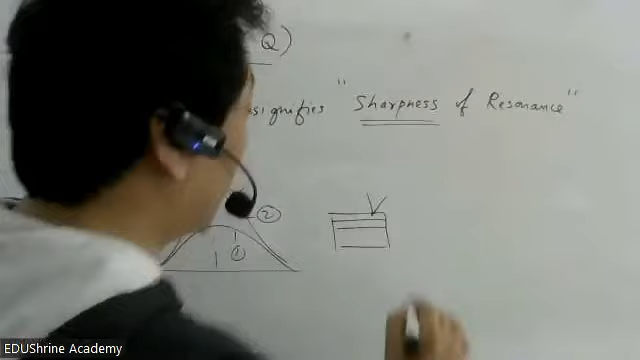 Q)
signifies "Sharpness of Resonance"
②
①
EDUShrine Academy